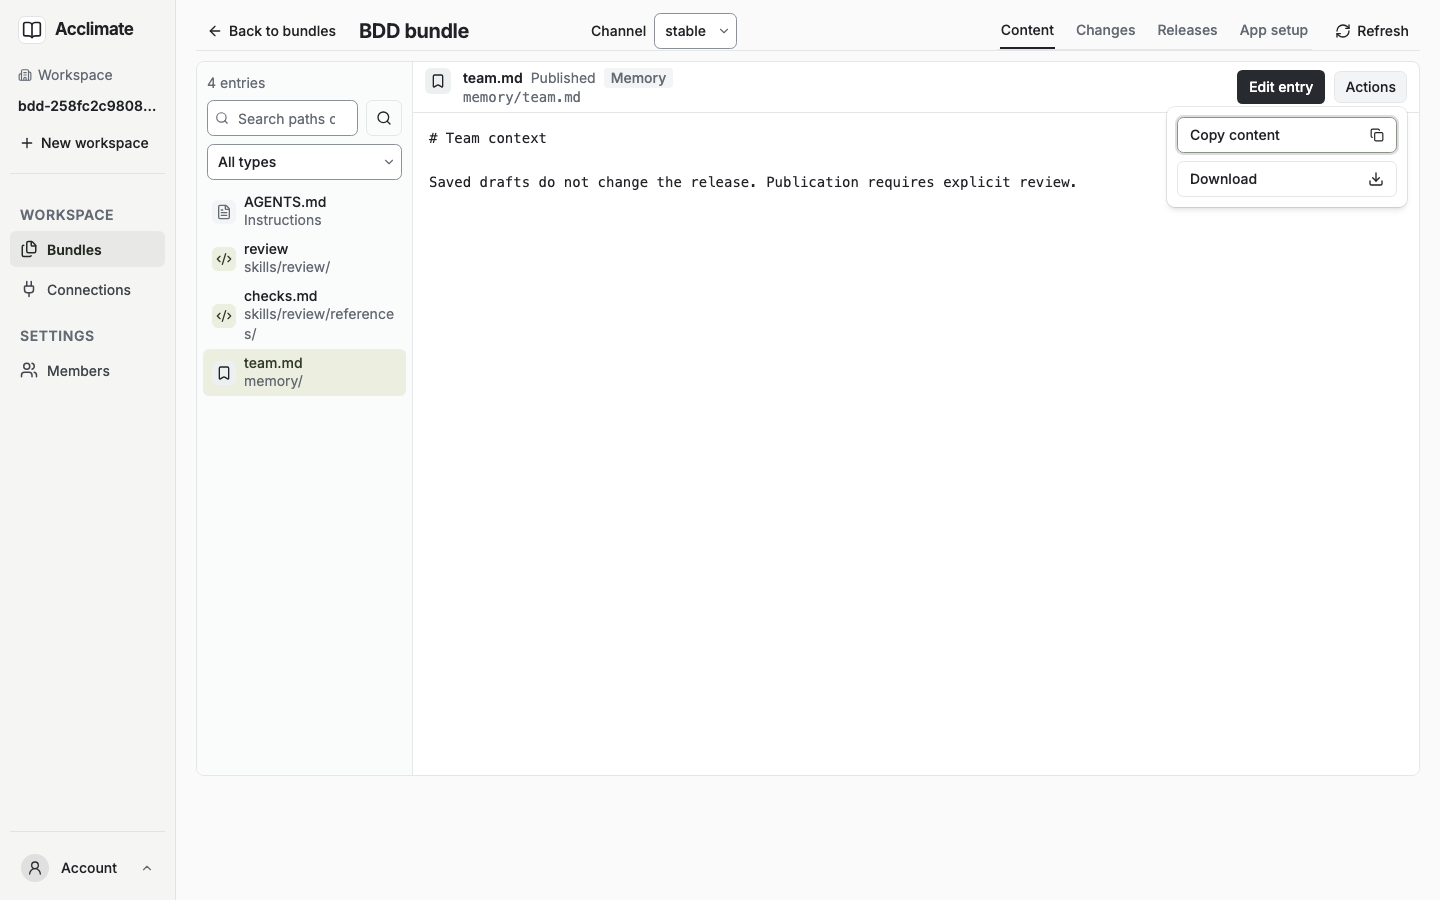 Acclimate
Workspace
bdd-258fc2c9808...
New workspace
WORKSPACE
Bundles
Connections
SETTINGS
Members
Account
Back to bundles
BDD bundle
Channel
stable
Content
Changes
Releases
App setup
Refresh
4 entries
Search paths c
All types
AGENTS.md
Instructions
review
skills/review/
checks.md
skills/review/reference
s/
team.md
memory/
team.md Published Memory
memory/team.md
Edit entry
Actions
Copy content
Download
# Team context
Saved drafts do not change the release. Publication requires explicit review.